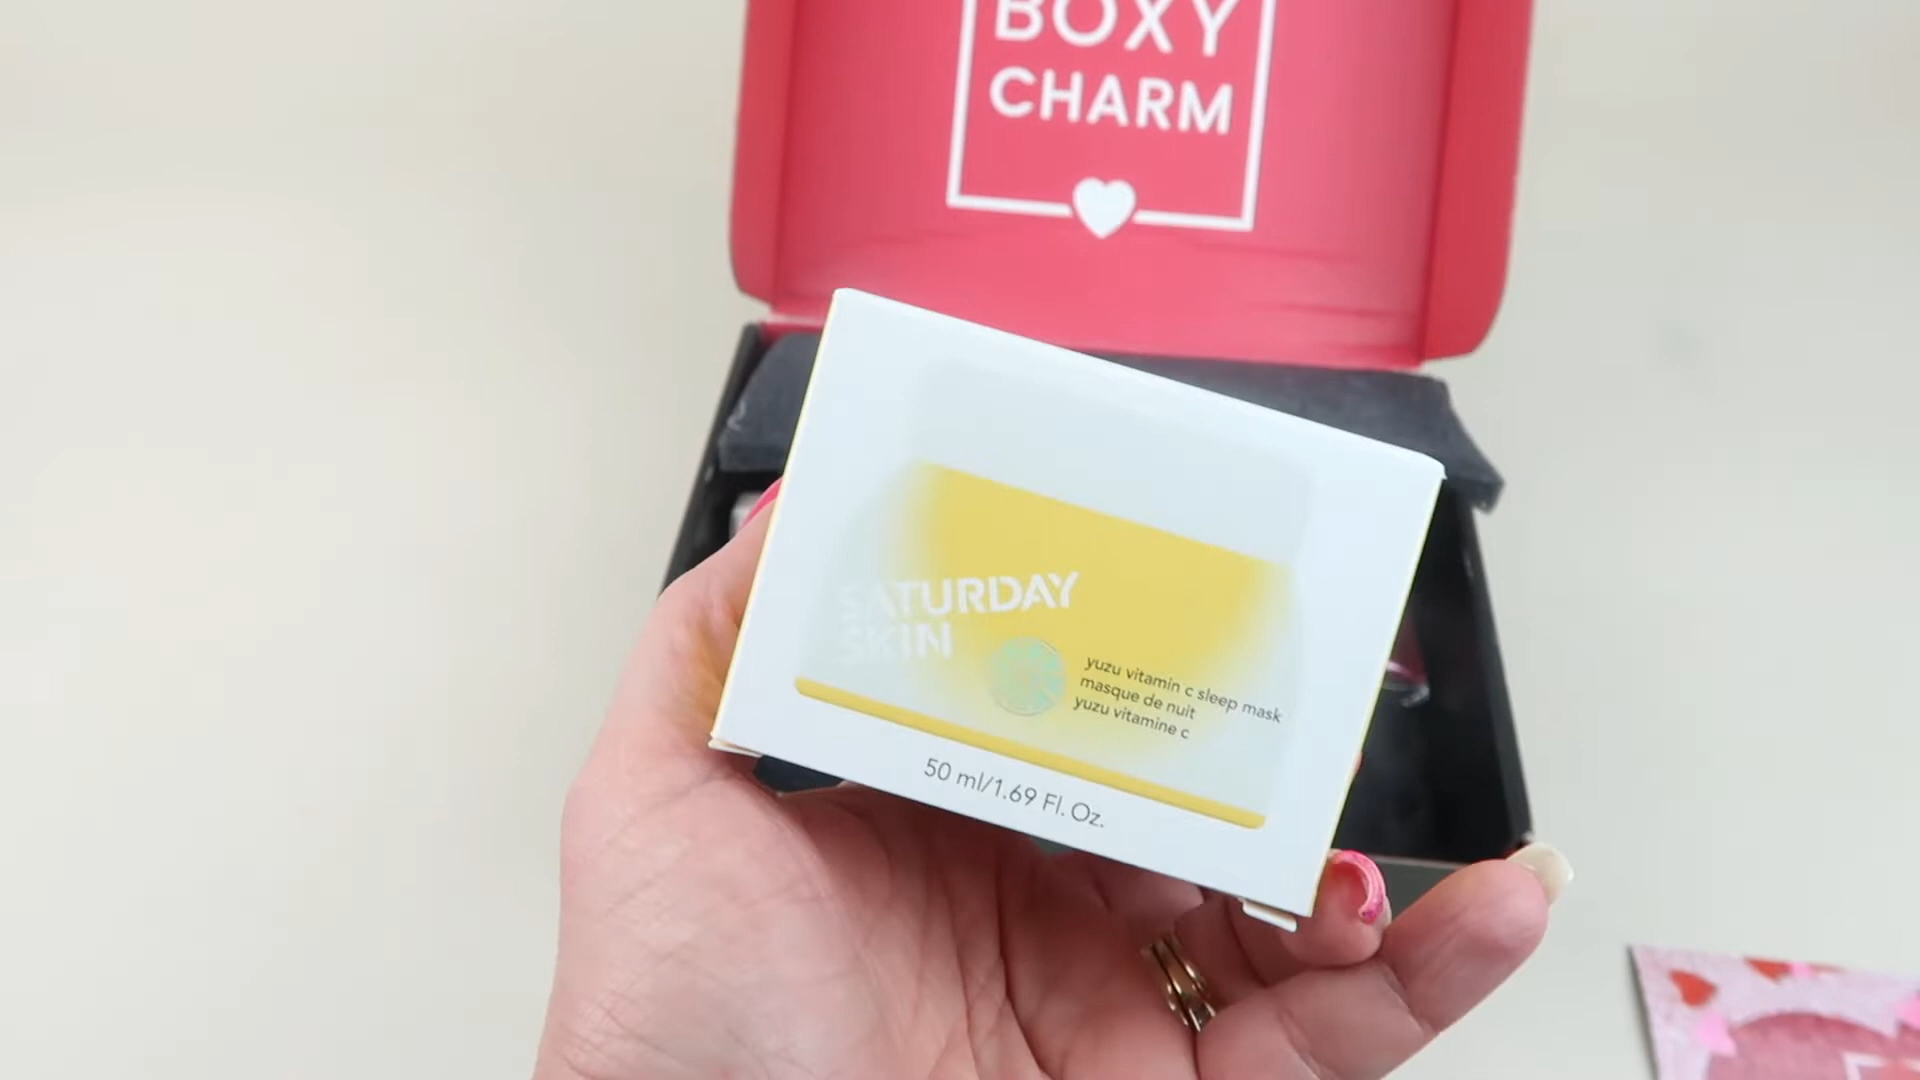 BOXY
CHARM
SATURDAY
SKIN
yuzu vitamin c sleep mask
masque de nuit
yuzu vitamine c
50 ml/1.69 Fl. Oz.